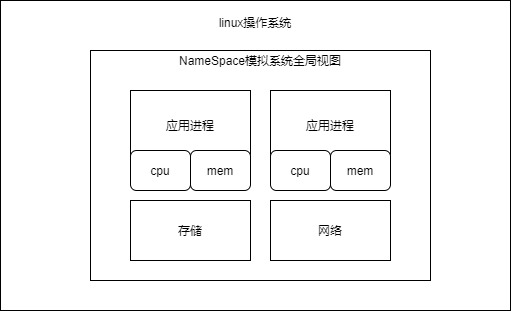 linux操作系统
NameSpace模拟系统全局视图
应用进程
应用进程
cpu
mem
cpu
mem
存储
网络